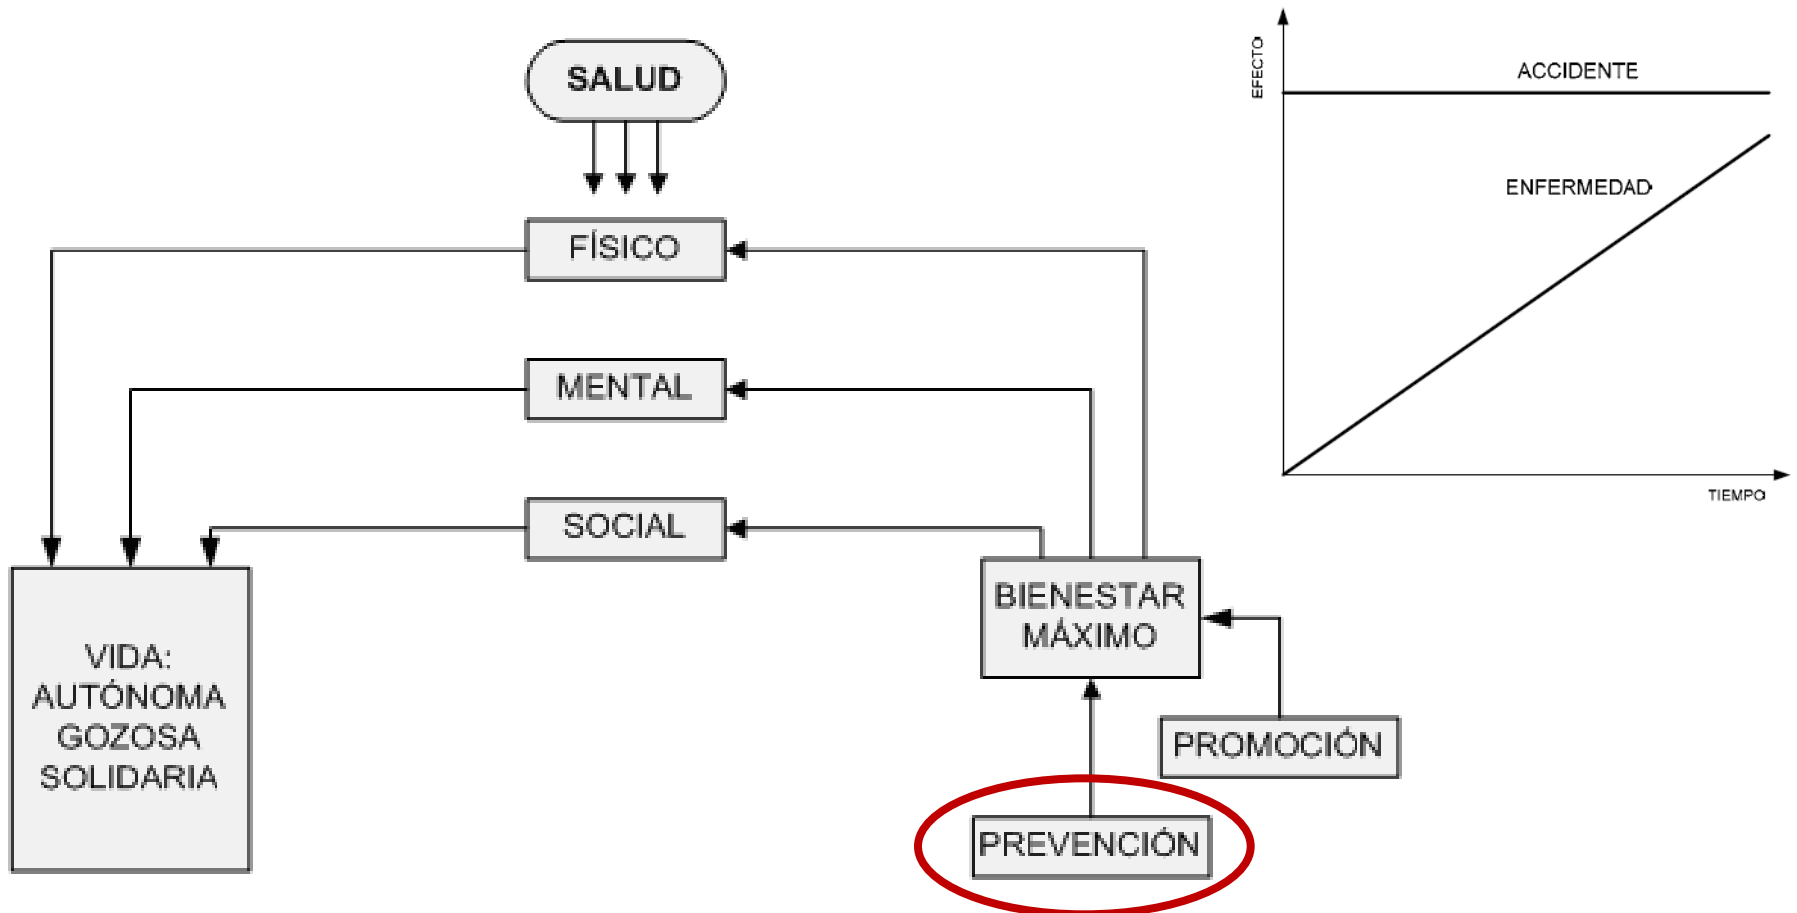 SALUD
FÍSICO
MENTAL
SOCIAL
VIDA:
AUTÓNOMA
GOZOSA
SOLIDARIA
BIENESTAR
MÁXIMO
PROMOCIÓN
PREVENCIÓN
EFECTO
ACCIDENTE
ENFERMEDAD
TIEMPO